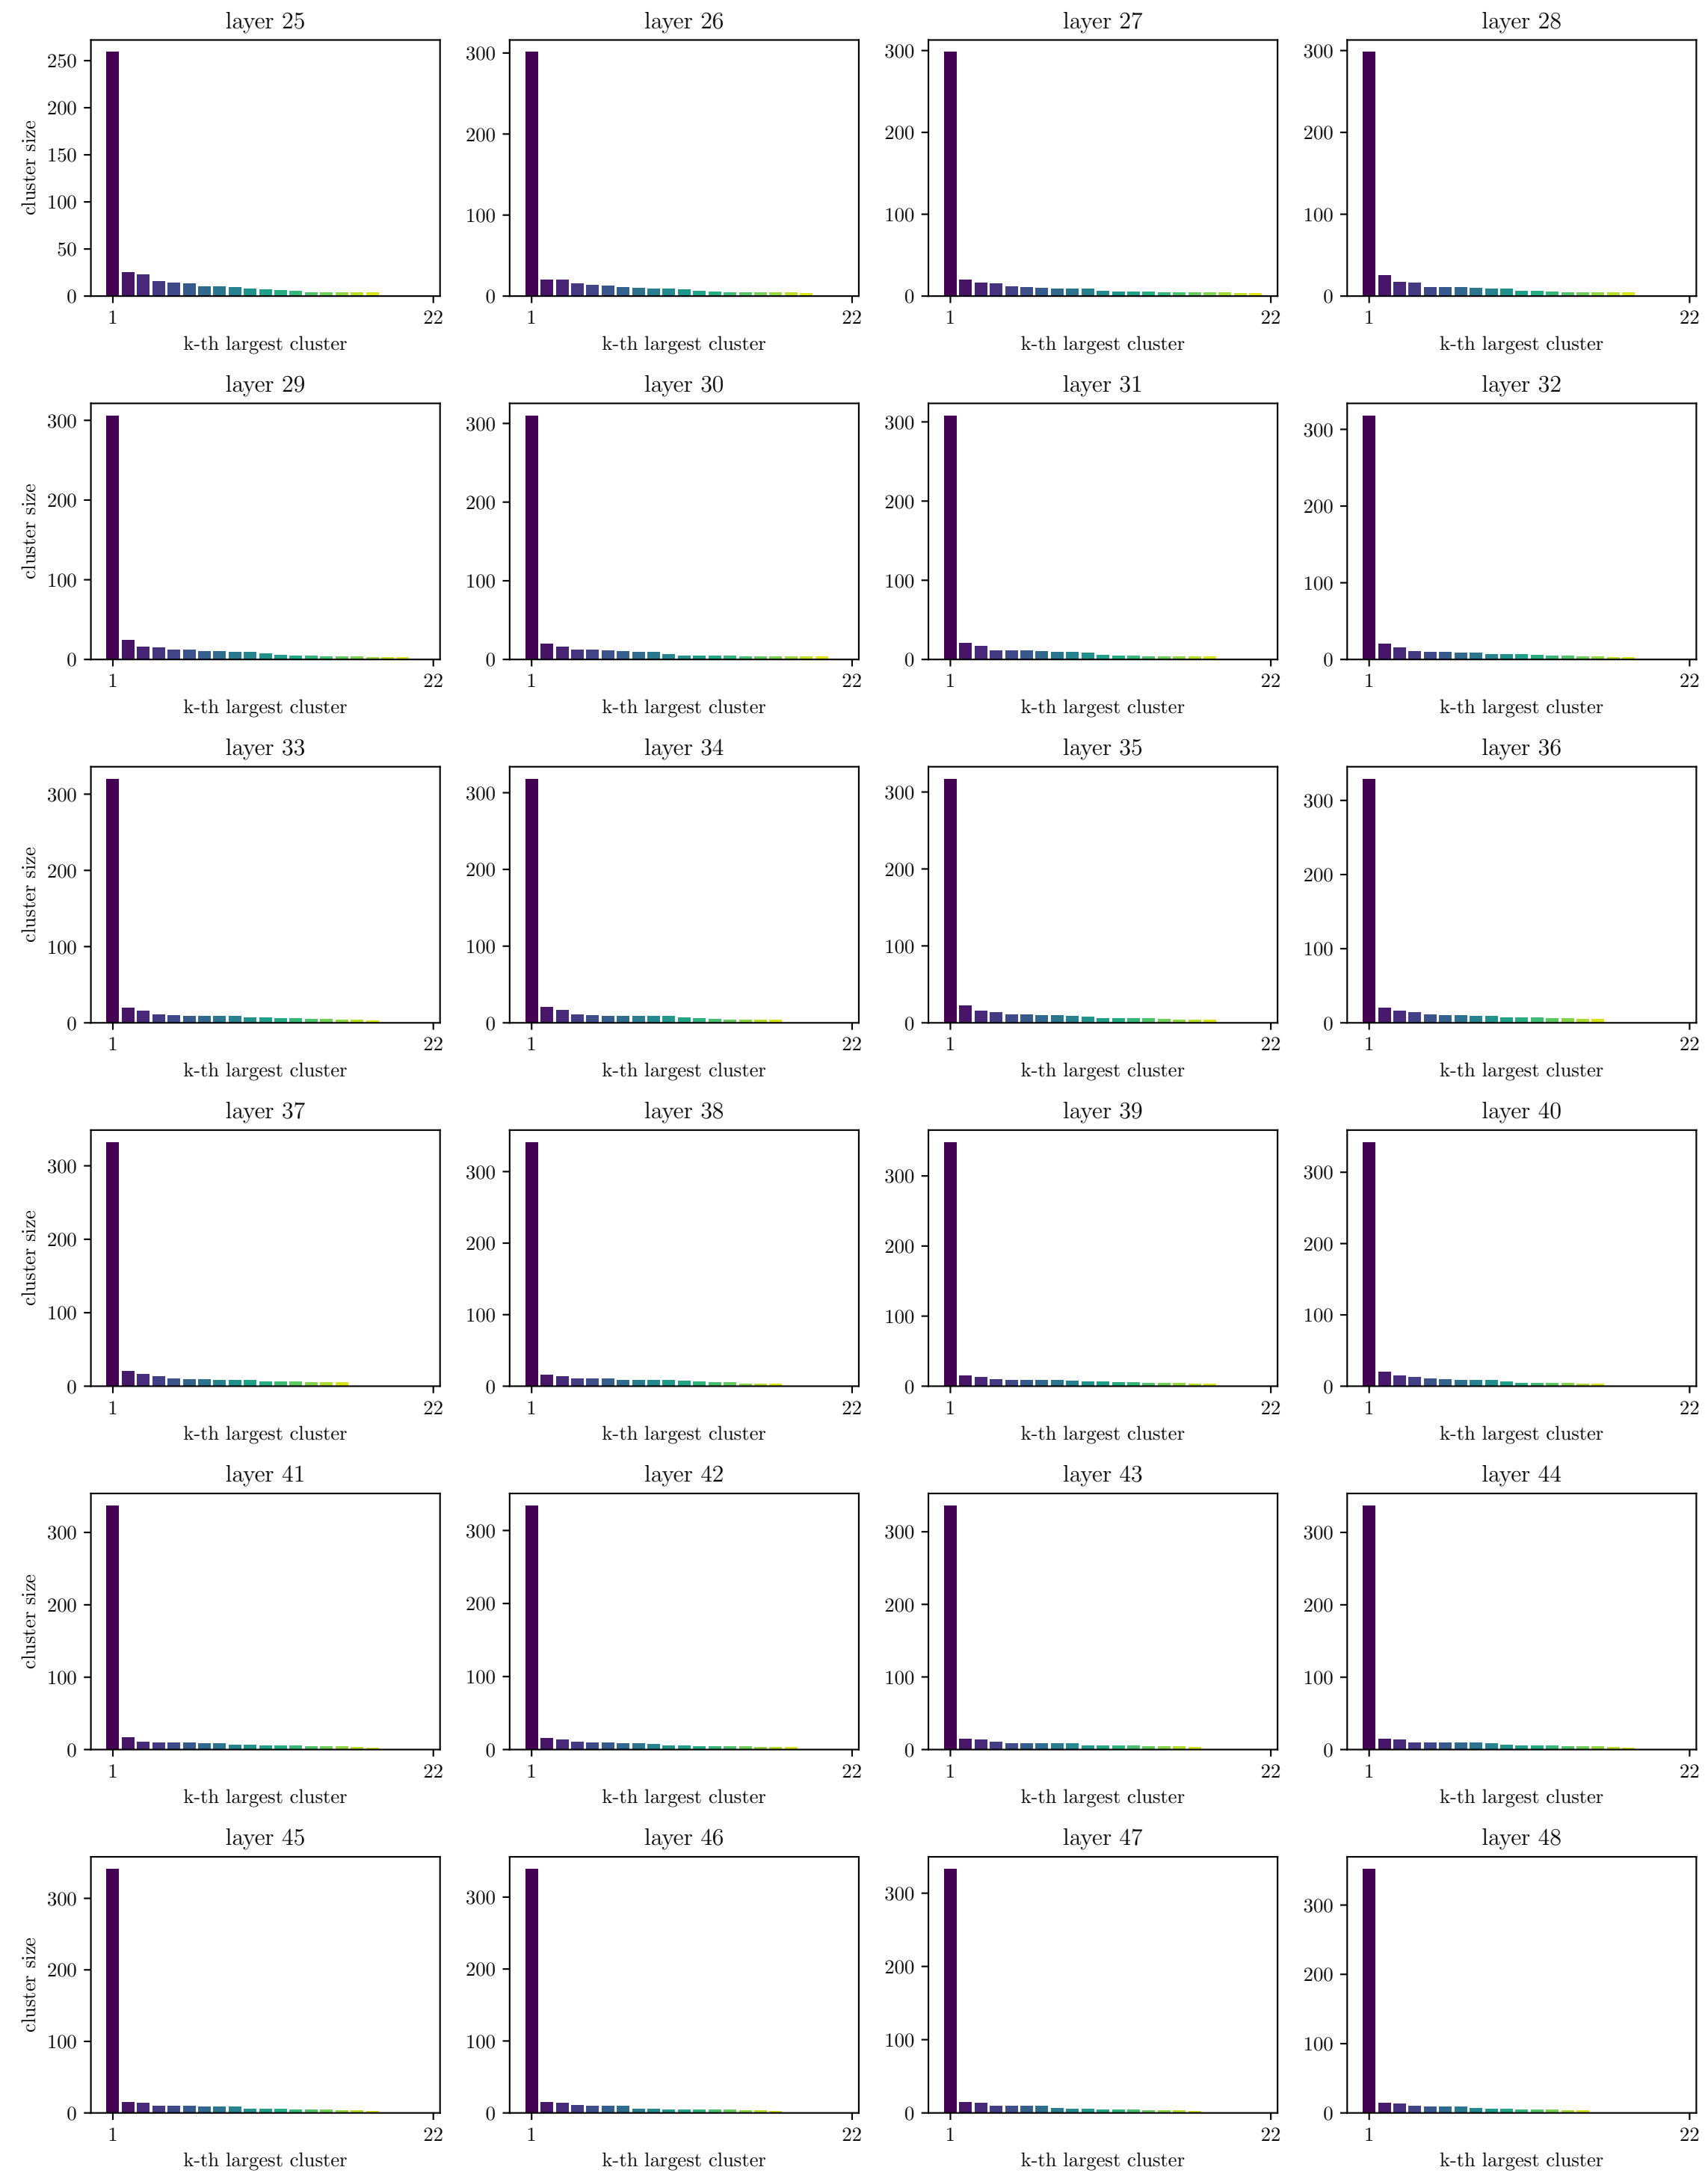 layer 25
layer 26
layer 27
layer 28
cluster size
250
200
150
100
50
0
1
22
k-th largest cluster
300
200
100
0
1
22
k-th largest cluster
300
200
100
0
1
22
k-th largest cluster
300
200
100
0
1
22
k-th largest cluster
layer 29
layer 30
layer 31
layer 32
cluster size
300
200
100
0
1
22
k-th largest cluster
300
200
100
0
1
22
k-th largest cluster
300
200
100
0
1
22
k-th largest cluster
300
200
100
0
1
22
k-th largest cluster
layer 33
layer 34
layer 35
layer 36
cluster size
300
200
100
0
1
22
k-th largest cluster
300
200
100
0
1
22
k-th largest cluster
300
200
100
0
1
22
k-th largest cluster
300
200
100
0
1
22
k-th largest cluster
layer 37
layer 38
layer 39
layer 40
cluster size
300
200
100
0
1
22
k-th largest cluster
300
200
100
0
1
22
k-th largest cluster
300
200
100
0
1
22
k-th largest cluster
300
200
100
0
1
22
k-th largest cluster
layer 41
layer 42
layer 43
layer 44
cluster size
300
200
100
0
1
22
k-th largest cluster
300
200
100
0
1
22
k-th largest cluster
300
200
100
0
1
22
k-th largest cluster
300
200
100
0
1
22
k-th largest cluster
layer 45
layer 46
layer 47
layer 48
cluster size
300
200
100
0
1
22
k-th largest cluster
300
200
100
0
1
22
k-th largest cluster
300
200
100
0
1
22
k-th largest cluster
300
200
100
0
1
22
k-th largest cluster